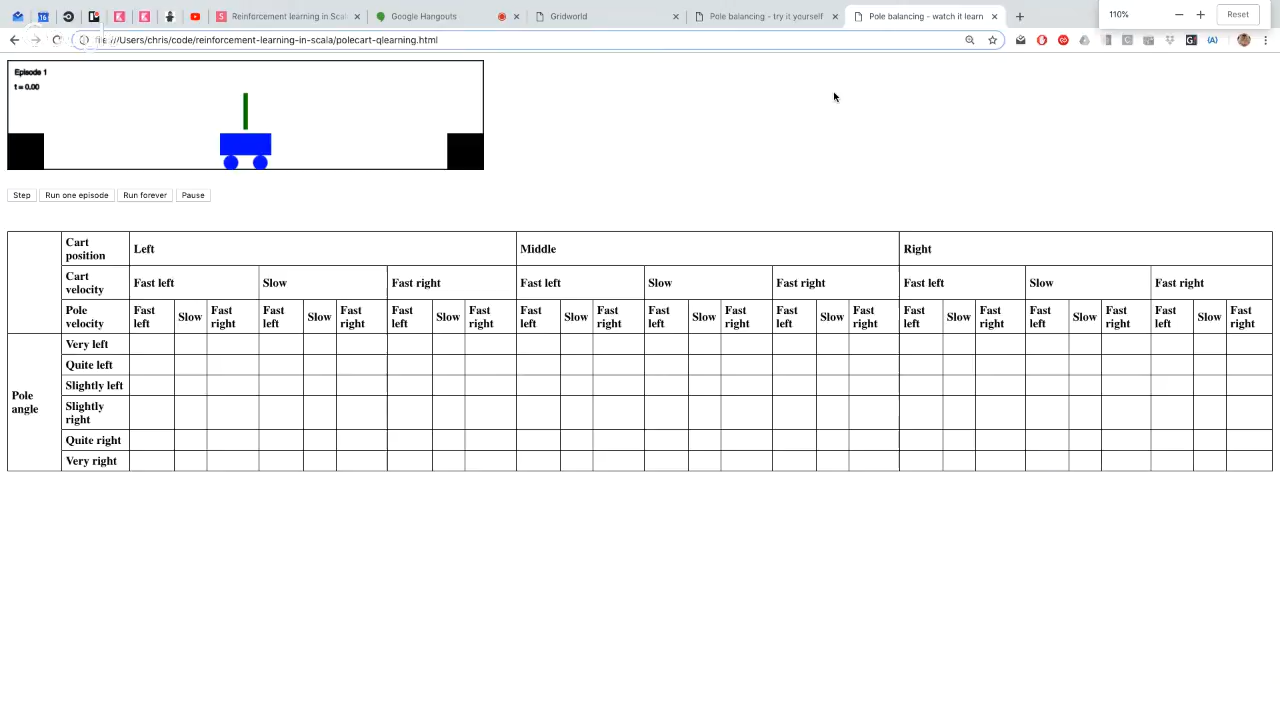 Reinforcement learning in Scal
Google Hangouts
Gridworld
Pole balancing - try it yourself
Pole balancing - watch it learn
110%
Reset
file:///Users/chris/code/reinforcement-learning-in-scala/polecart-qlearning.html
Episode 1
t = 0.00
Step
Run one episode
Run forever
Pause
Cart position
Left
Middle
Right
Cart velocity
Fast left
Slow
Fast right
Fast left
Slow
Fast right
Fast left
Slow
Fast right
Pole velocity
Fast left
Slow
Fast right
Fast left
Slow
Fast right
Fast left
Slow
Fast right
Fast left
Slow
Fast right
Fast left
Slow
Fast right
Fast left
Slow
Fast right
Fast left
Slow
Fast right
Fast left
Slow
Fast right
Fast left
Slow
Fast right
Pole angle
Very left
Quite left
Slightly left
Slightly right
Quite right
Very right